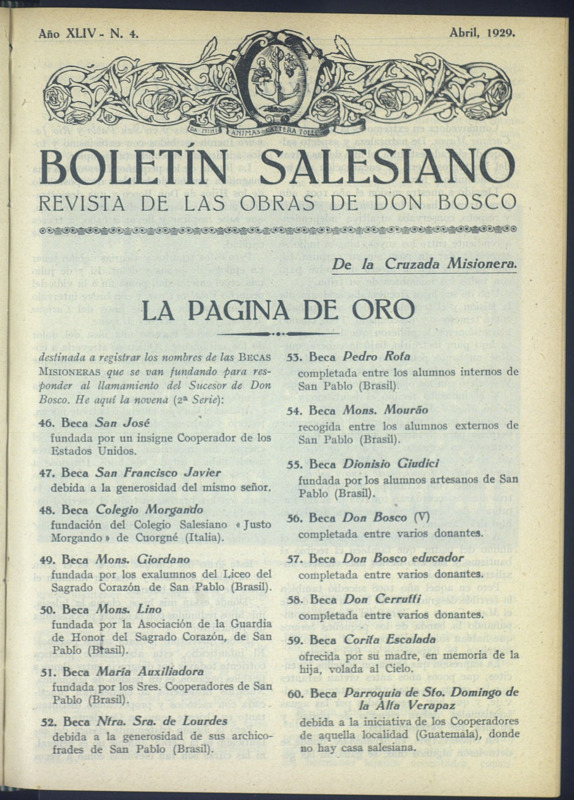 Año XLIV - N. 4.
Abril, 1929.
DA MIHI ANIMAS CÆTERA TOLLE
BOLETÍN SALESIANO
REVISTA DE LAS OBRAS DE DON BOSCO
De la Cruzada Misionera.
LA PAGINA DE ORO
destinada a registrar los nombres de las BECAS
MISIONERAS que se van fundando para res-
ponder al llamamiento del Sucesor de Don
Bosco. He aquí la novena (2ª Serie):
46. Beca San José
fundada por un insigne Cooperador de los
Estados Unidos.
47. Beca San Francisco Javier
debida a la generosidad del mismo señor.
48. Beca Colegio Morgando
fundación del Colegio Salesiano « Justo
Morgando » de Cuorgné (Italia).
49. Beca Mons. Giordano
fundada por los exalumnos del Liceo del
Sagrado Corazón de San Pablo (Brasil).
50. Beca Mons. Lino
fundada por la Asociación de la Guardia
de Honor del Sagrado Corazón, de San
Pablo (Brasil).
51. Beca María Auxiliadora
fundada por los Sres. Cooperadores de San
Pablo (Brasil).
52. Beca Ntra. Sra. de Lourdes
debida a la generosidad de sus archico-
frades de San Pablo (Brasil).
53. Beca Pedro Rota
completada entre los alumnos internos de
San Pablo (Brasil)
54. Beca Mons. Mourão
recogida entre los alumnos externos de
San Pablo (Brasil).
55. Beca Dionisio Giudici
fundada por los alumnos artesanos de San
Pablo (Brasil).
56. Beca Don Bosco (V)
completada entre varios donantes.
57. Beca Don Bosco educador
completada entre varios donantes.
58. Beca Don Cerrutti
completada entre varios donantes.
59. Beca Corita Escalada
ofrecida por su madre, en memoria de la
hija, volada al Cielo.
60. Beca Parroquia de Sto. Domingo de
la Alta Verapaz
debida a la iniciativa de los Cooperadores
de aquella localidad (Guatemala), donde
no hay casa salesiana.